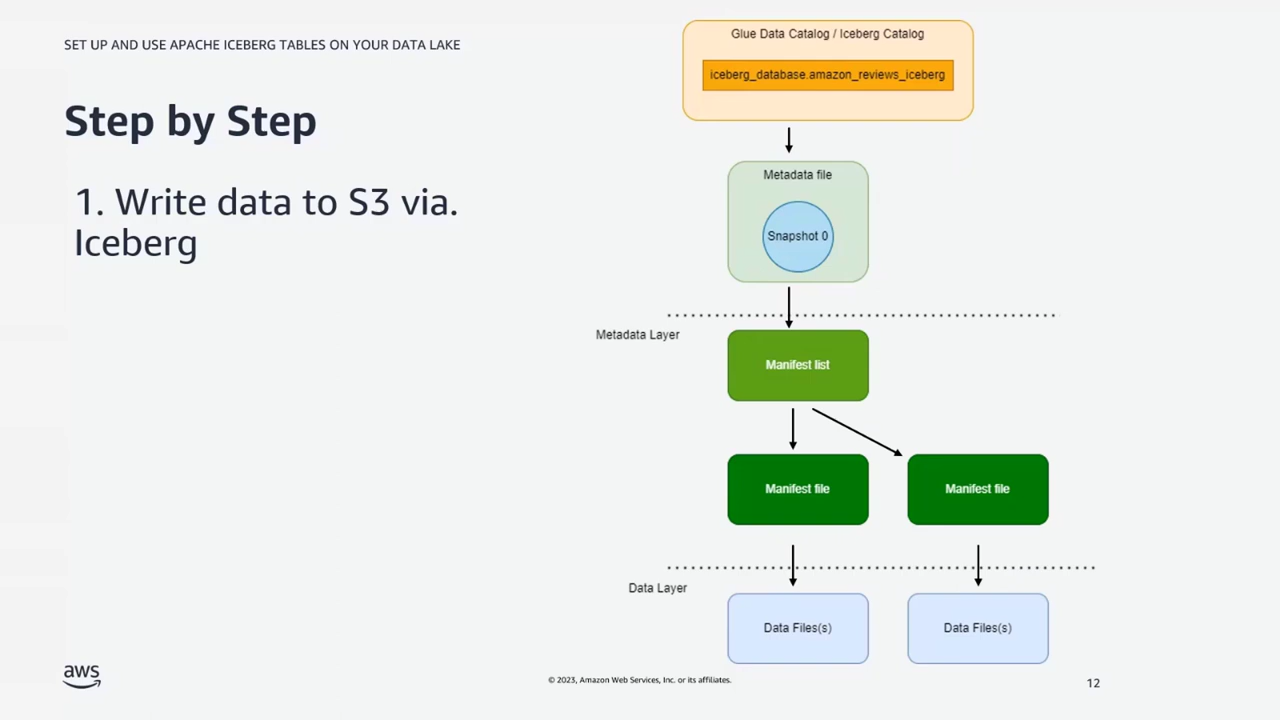 SET UP AND USE APACHE ICEBERG TABLES ON YOUR DATA LAKE
Step by Step
1. Write data to S3 via.
Iceberg
Glue Data Catalog / Iceberg Catalog
iceberg_database.amazon_reviews_iceberg
Metadata file
Snapshot 0
Metadata Layer
Manifest list
Manifest file
Manifest file
Data Layer
Data Files(s)
Data Files(s)
aws
© 2023, Amazon Web Services, Inc. or its affiliates.
12